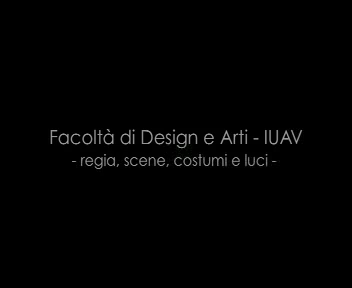 Facoltà di Design e Arti - IUAV
- regia, scene, costumi e luci -